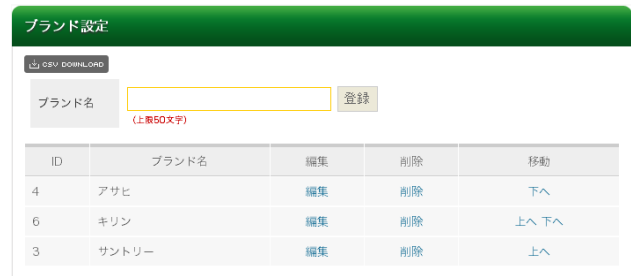 ブランド設定
CSV DOWNLOAD
ブランド名 登録
(上限50文字)
ID ブランド名 編集 削除 移動
4 アサヒ 編集 削除 下へ
6 キリン 編集 削除 上へ 下へ
3 サントリー 編集 削除 上へ